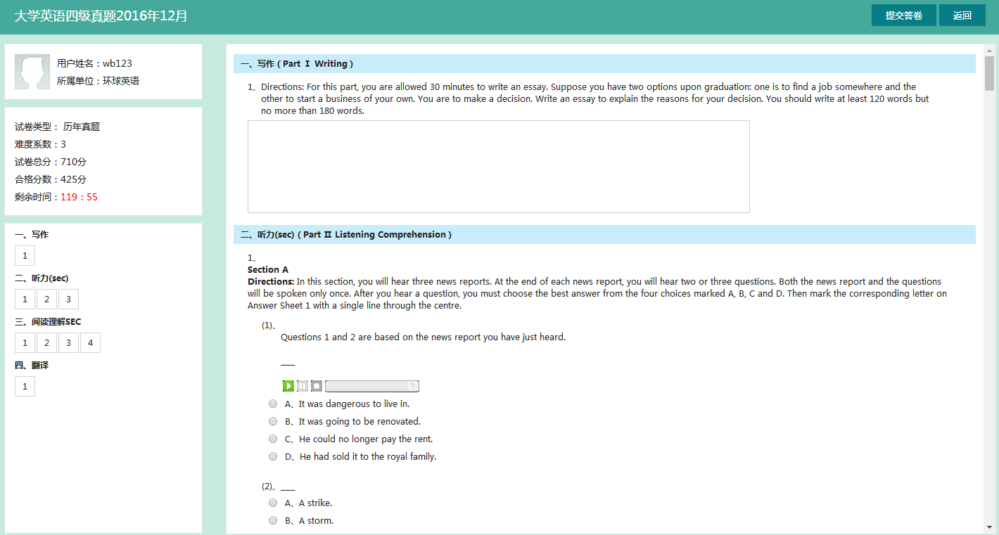 大学英语四级真题2016年12月
提交答卷
返回
用户姓名：wb123
所属单位：环球英语
试卷类型： 历年真题
难度系数：3
试卷总分：710分
合格分数：425分
剩余时间：119：55
一、写作
1
二、听力(sec)
1 2 3
三、阅读理解SEC
1 2 3 4
四、翻译
1
一、写作（Part Ⅰ Writing）
1、Directions: For this part, you are allowed 30 minutes to write an essay. Suppose you have two options upon graduation: one is to find a job somewhere and the
other to start a business of your own. You are to make a decision. Write an essay to explain the reasons for your decision. You should write at least 120 words but
no more than 180 words.
二、听力(sec)（Part Ⅱ Listening Comprehension）
1、
Section A
Directions: In this section, you will hear three news reports. At the end of each news report, you will hear two or three questions. Both the news report and the questions
will be spoken only once. After you hear a question, you must choose the best answer from the four choices marked A, B, C and D. Then mark the corresponding letter on
Answer Sheet 1 with a single line through the centre.
(1)、
Questions 1 and 2 are based on the news report you have just heard.
___
?
A、It was dangerous to live in.
B、It was going to be renovated.
C、He could no longer pay the rent.
D、He had sold it to the royal family.
(2)、___
A、A strike.
B、A storm.